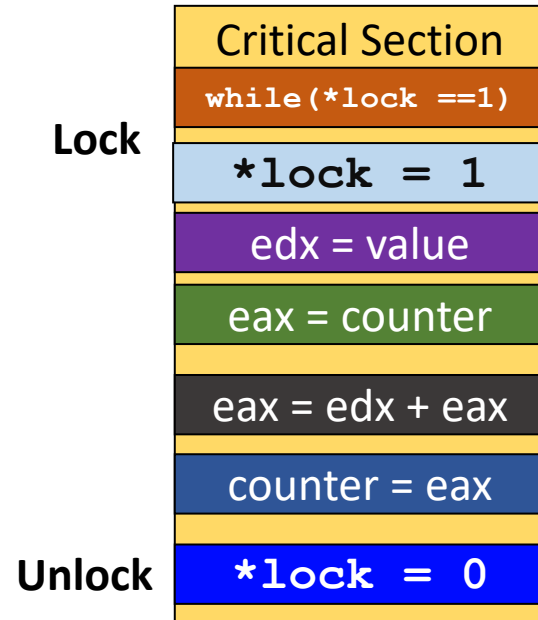 Critical Section
while(*lock ==1)
Lock
*lock = 1
edx = value
eax = counter
eax = edx + eax
counter = eax
Unlock
*lock = 0